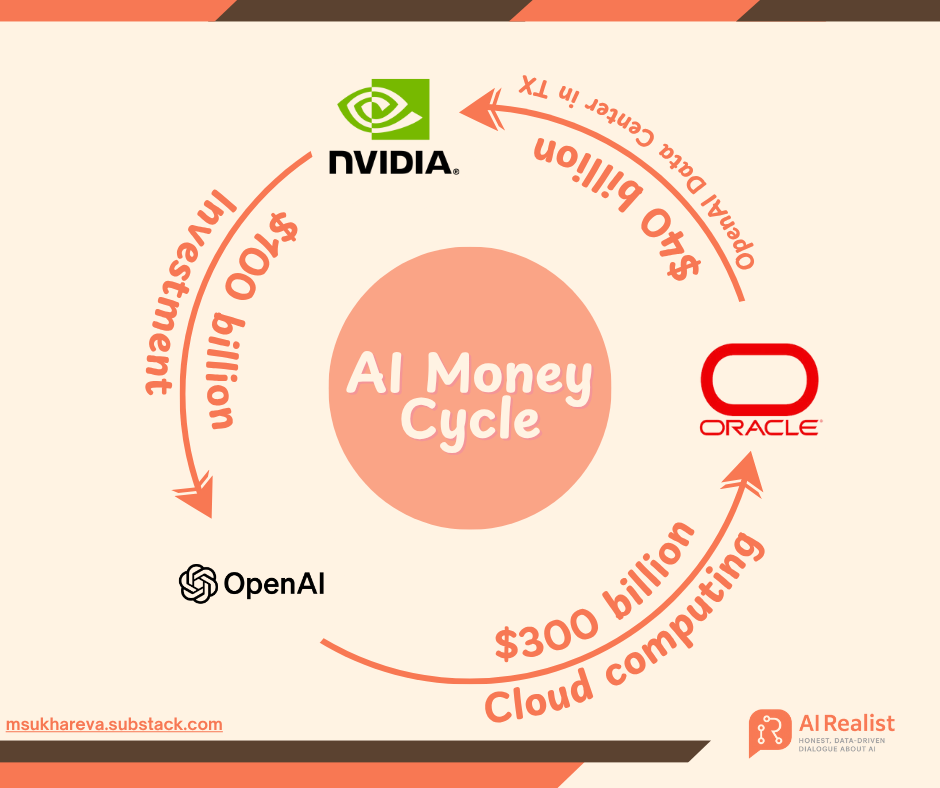 NVIDIA®
OpenAI Data Center in TX
$40 billion
Investment
$100 billion
AI Money
Cycle
ORACLE
OpenAI
$300 billion
Cloud computing
msukhareva.substack.com
AI Realist
HONEST, DATA-DRIVEN
DIALOGUE ABOUT AI